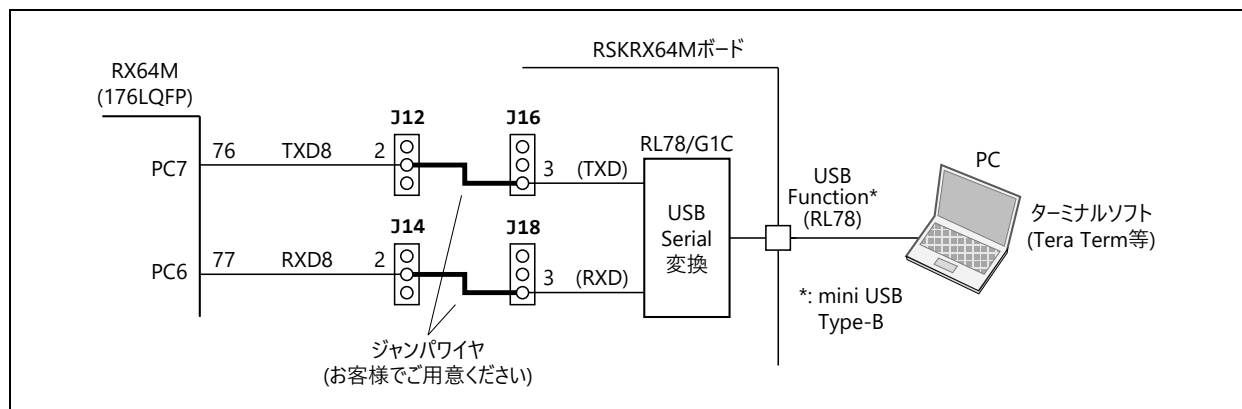 RSKRX64Mボード
RX64M
(176LQFP)
J12
J16
RL78/G1C
PC
PC7
76
TXD8
2
3
(TXD)
USB
Function*
(RL78)
USB
Serial
変換
ターミナルソフト
(Tera Term等)
J14
J18
PC6
77
RXD8
2
3
(RXD)
*: mini USB
Type-B
ジャンパワイヤ
(お客様でご用意ください)